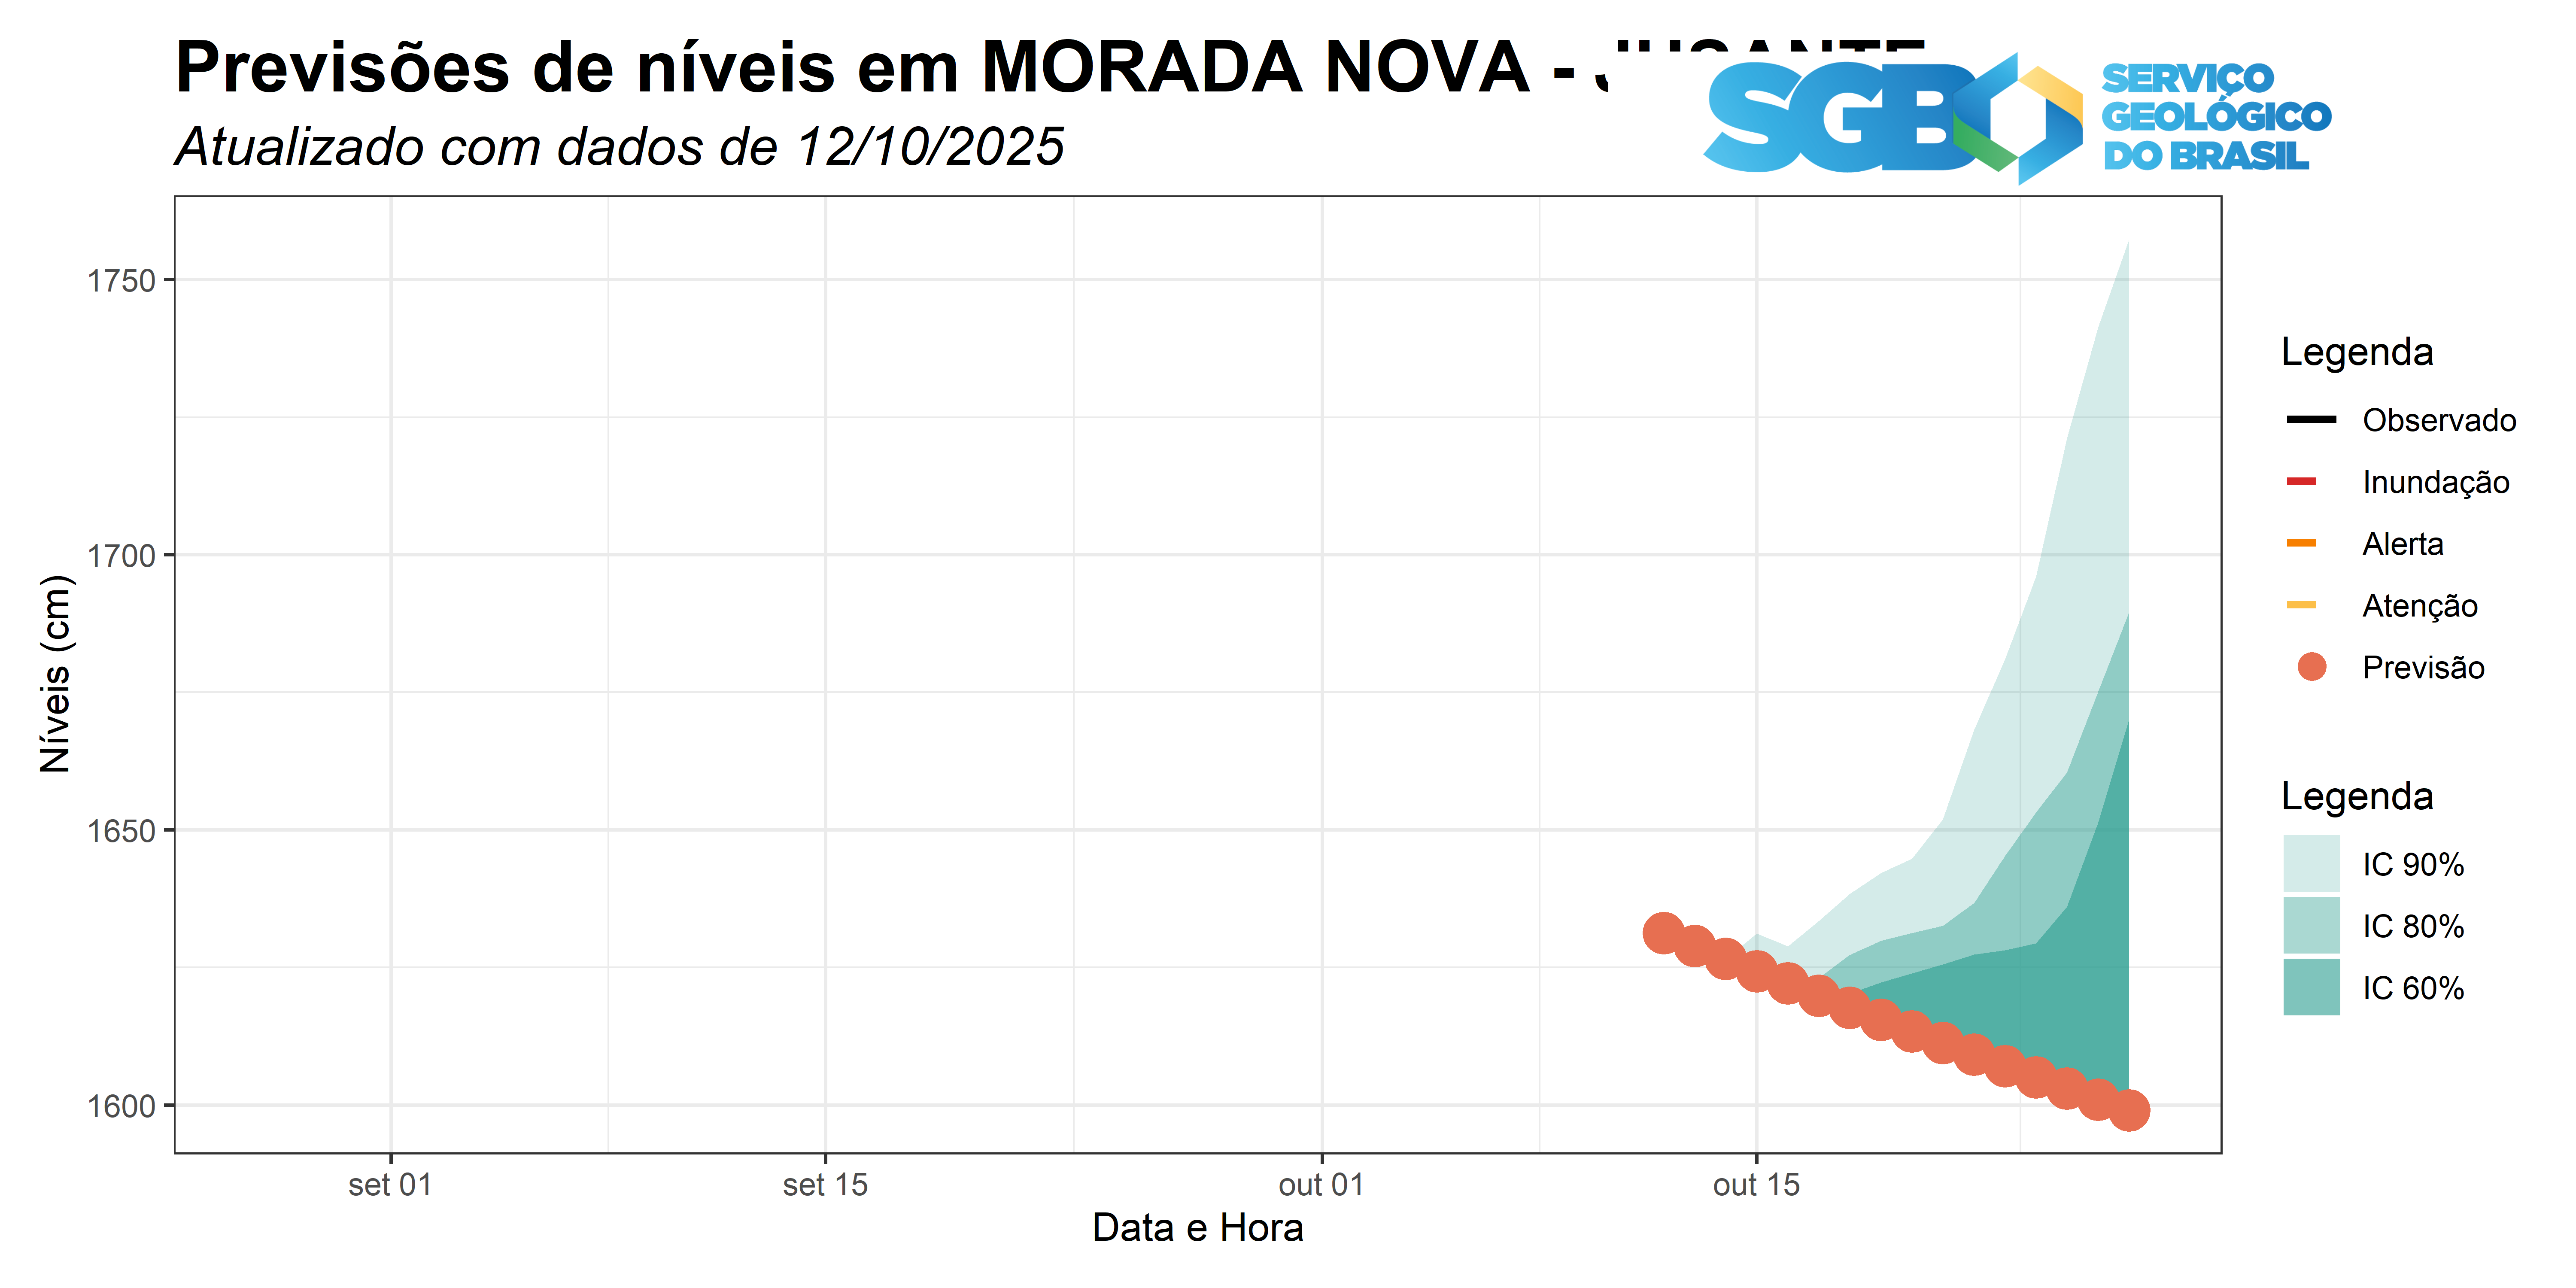 Previsões de níveis em MORADA NOVA - JUSANTE
Atualizado com dados de 12/10/2025
SGB
SERVIÇO
GEOLÓGICO
DO BRASIL
Níveis (cm)
1750
1700
1650
1600
set 01
set 15
out 01
out 15
Data e Hora
Legenda
Observado
Inundação
Alerta
Atenção
Previsão
Legenda
IC 90%
IC 80%
IC 60%